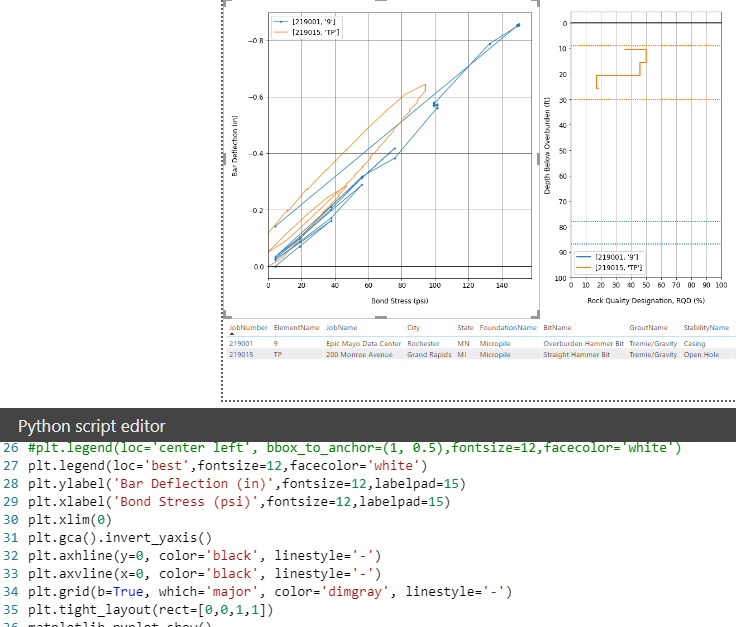 [219001, '9']
[219015, 'TP']
−0.8
−0.6
−0.4
−0.2
0.0
0 20 40 60 80 100 120 140
Bar Deflection (in)
Bond Stress (psi)
0
10
20
30
40
50
60
70
80
90
100
[219001, '9']
[219015, 'TP']
0 10 20 30 40 50 60 70 80 90 100
Depth Below Overburden (ft)
Rock Quality Designation, RQD (%)
JobNumber ElementName JobName City State FoundationName BitName GroutName StabilityName
219001 9 Epic Mayo Data Center Rochester MN Micropile Overburden Hammer Bit Tremie/Gravity Casing
219015 TP 200 Monroe Avenue Grand Rapids MI Micropile Straight Hammer Bit Tremie/Gravity Open Hole
Python script editor
26 #plt.legend(loc='center left', bbox_to_anchor=(1, 0.5),fontsize=12,facecolor='white')
27 plt.legend(loc='best',fontsize=12,facecolor='white')
28 plt.ylabel('Bar Deflection (in)',fontsize=12,labelpad=15)
29 plt.xlabel('Bond Stress (psi)',fontsize=12,labelpad=15)
30 plt.xlim(0)
31 plt.gca().invert_yaxis()
32 plt.axhline(y=0, color='black', linestyle='-')
33 plt.axvline(x=0, color='black', linestyle='-')
34 plt.grid(b=True, which='major', color='dimgray', linestyle='-')
35 plt.tight_layout(rect=[0,0,1,1])
36 matplotlib.pyplot.show()